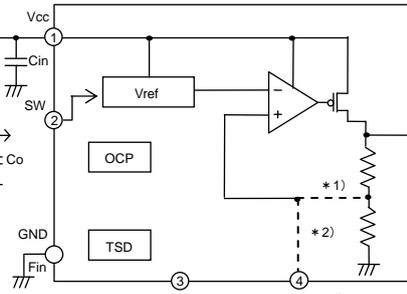 Vcc
1
Cin
SW
2
Vref
−
+
OCP
Co
*1)
*2)
GND
TSD
Fin
3
4